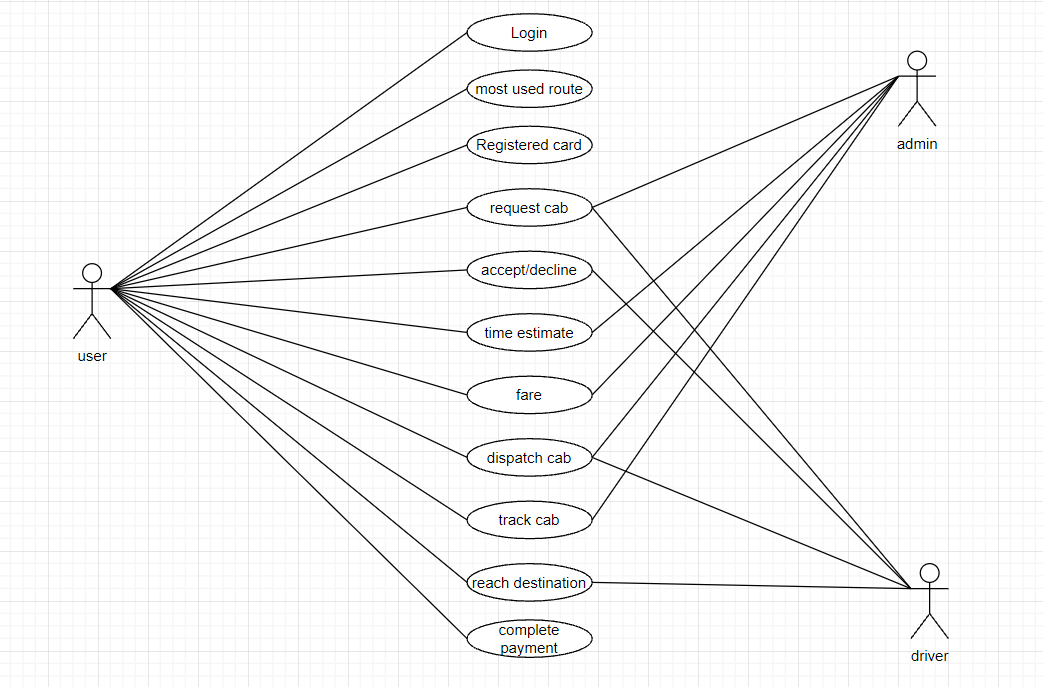 Login
most used route
Registered card
request cab
accept/decline
time estimate
fare
dispatch cab
track cab
reach destination
complete
payment
user
admin
driver